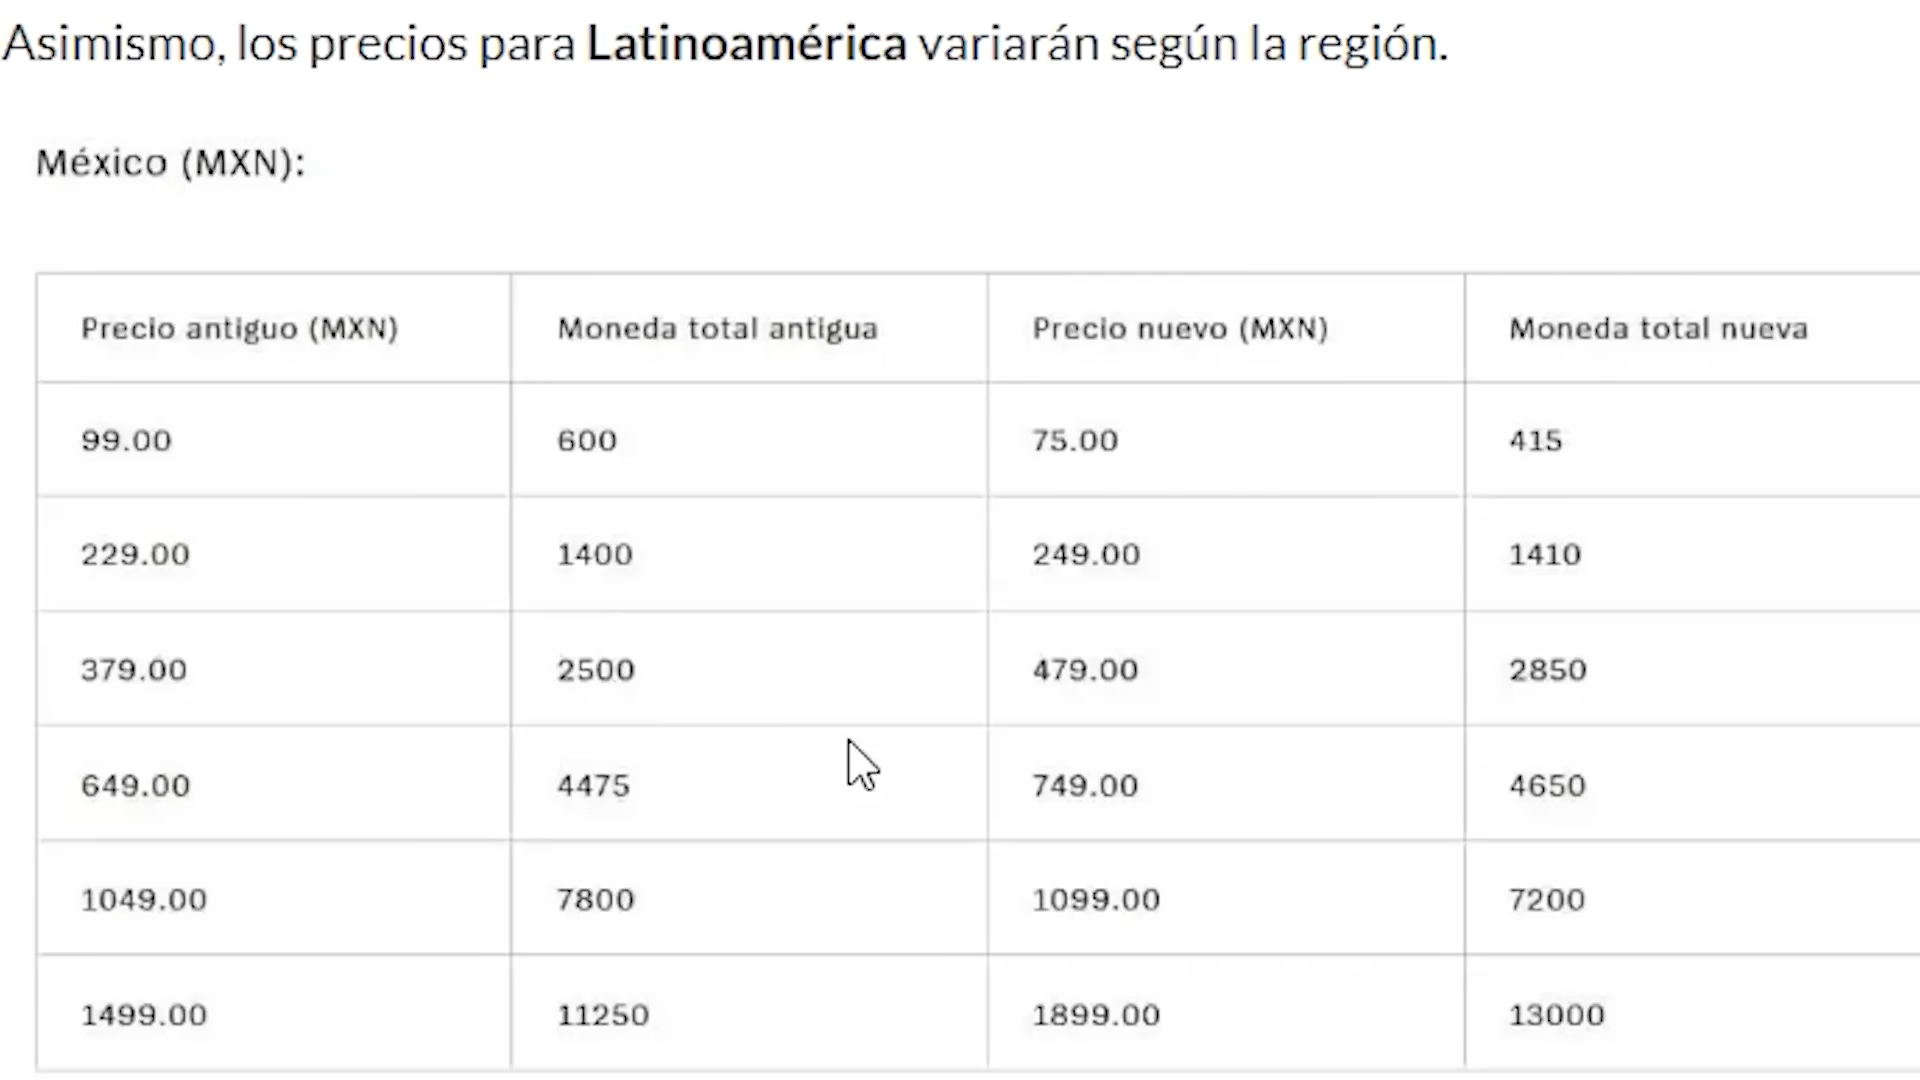 Asimismo, los precios para Latinoamérica variarán según la región.
México (MXN):
Precio antiguo (MXN) Moneda total antigua Precio nuevo (MXN) Moneda total nueva
99.00 600 75.00 415
229.00 1400 249.00 1410
379.00 2500 479.00 2850
649.00 4475 749.00 4650
1049.00 7800 1099.00 7200
1499.00 11250 1899.00 13000